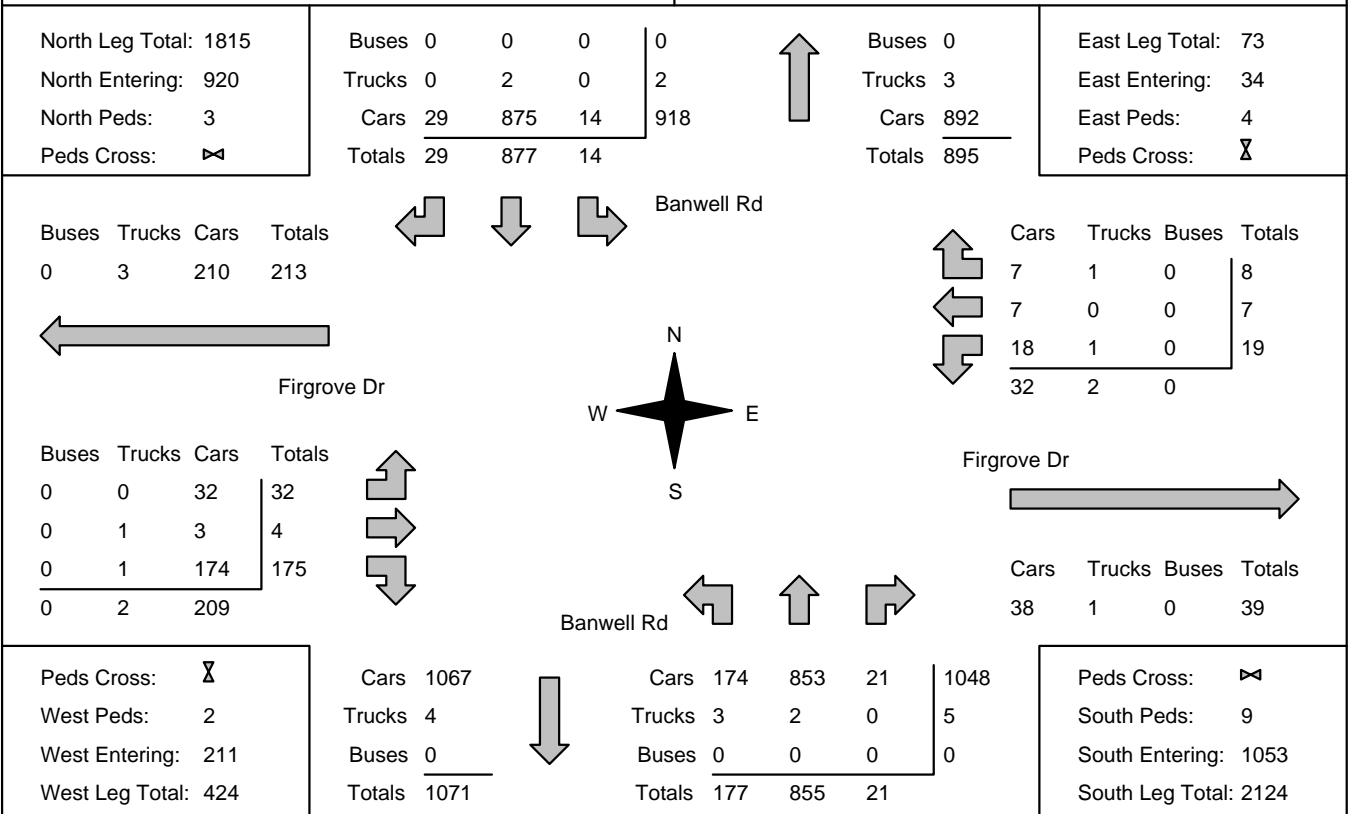 North Leg Total: 1815
North Entering: 920
North Peds: 3
Peds Cross:
Buses 0 0 0 0
Trucks 0 2 0 2
Cars 29 875 14 918
Totals 29 877 14
Buses 0
Trucks 3
Cars 892
Totals 895
East Leg Total: 73
East Entering: 34
East Peds: 4
Peds Cross:
Banwell Rd
Buses Trucks Cars Totals
0 3 210 213
Cars Trucks Buses Totals
7 1 0 8
7 0 0 7
18 1 0 19
32 2 0
Firgrove Dr
N
W E
S
Buses Trucks Cars Totals
0 0 32 32
0 1 3 4
0 1 174 175
0 2 209
Firgrove Dr
Cars Trucks Buses Totals
38 1 0 39
Banwell Rd
Peds Cross:
West Peds: 2
West Entering: 211
West Leg Total: 424
Cars 1067
Trucks 4
Buses 0
Totals 1071
Cars 174 853 21 1048
Trucks 3 2 0 5
Buses 0 0 0 0
Totals 177 855 21
Peds Cross:
South Peds: 9
South Entering: 1053
South Leg Total: 2124